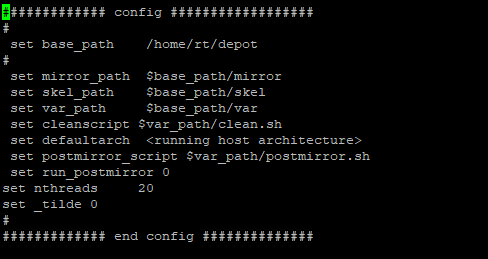 ############# config ##################
#
 set base_path    /home/rt/depot
#
 set mirror_path  $base_path/mirror
 set skel_path    $base_path/skel
 set var_path     $base_path/var
 set cleanscript $var_path/clean.sh
 set defaultarch  <running host architecture>
 set postmirror_script $var_path/postmirror.sh
 set run_postmirror 0
set nthreads     20
set _tilde 0
#
############# end config ##############